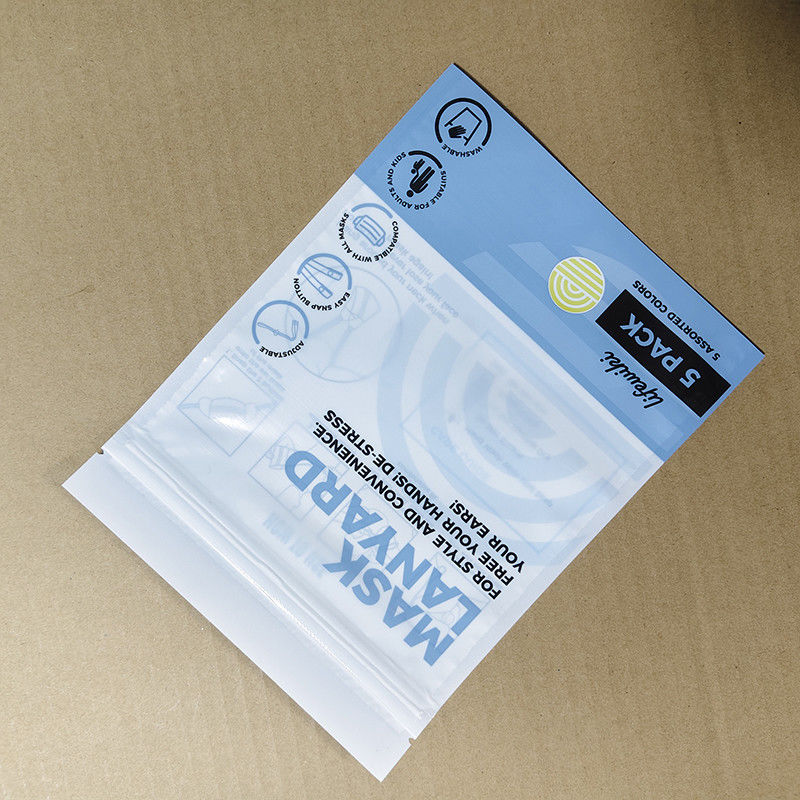 MASK
LANYARD
FOR STYLE AND CONVENIENCE.
FREE YOUR HANDS! DE-STRESS
YOUR EARS!
ADJUSTABLE
EASY SNAP BUTTON
COMPATIBLE WITH ALL MASKS
SUITABLE FOR ADULTS AND KIDS
WASHABLE
lifewiki
5 PACK
5 ASSORTED COLORS